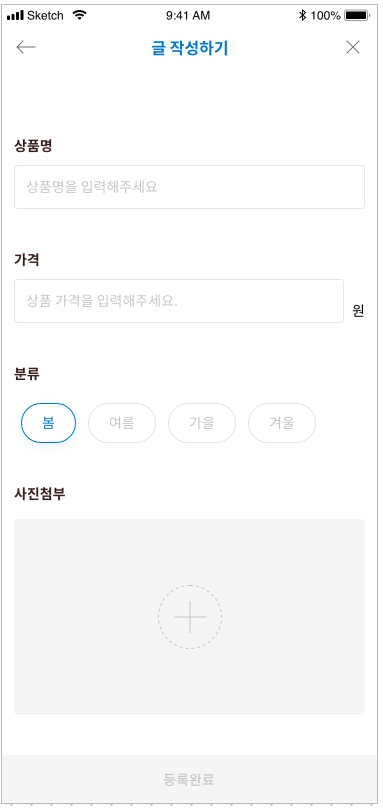 Sketch 9:41 AM 100%
글 작성하기
상품명
상품명을 입력해주세요
가격
상품 가격을 입력해주세요.
원
분류
봄 여름 가을 겨울
사진첨부
등록완료